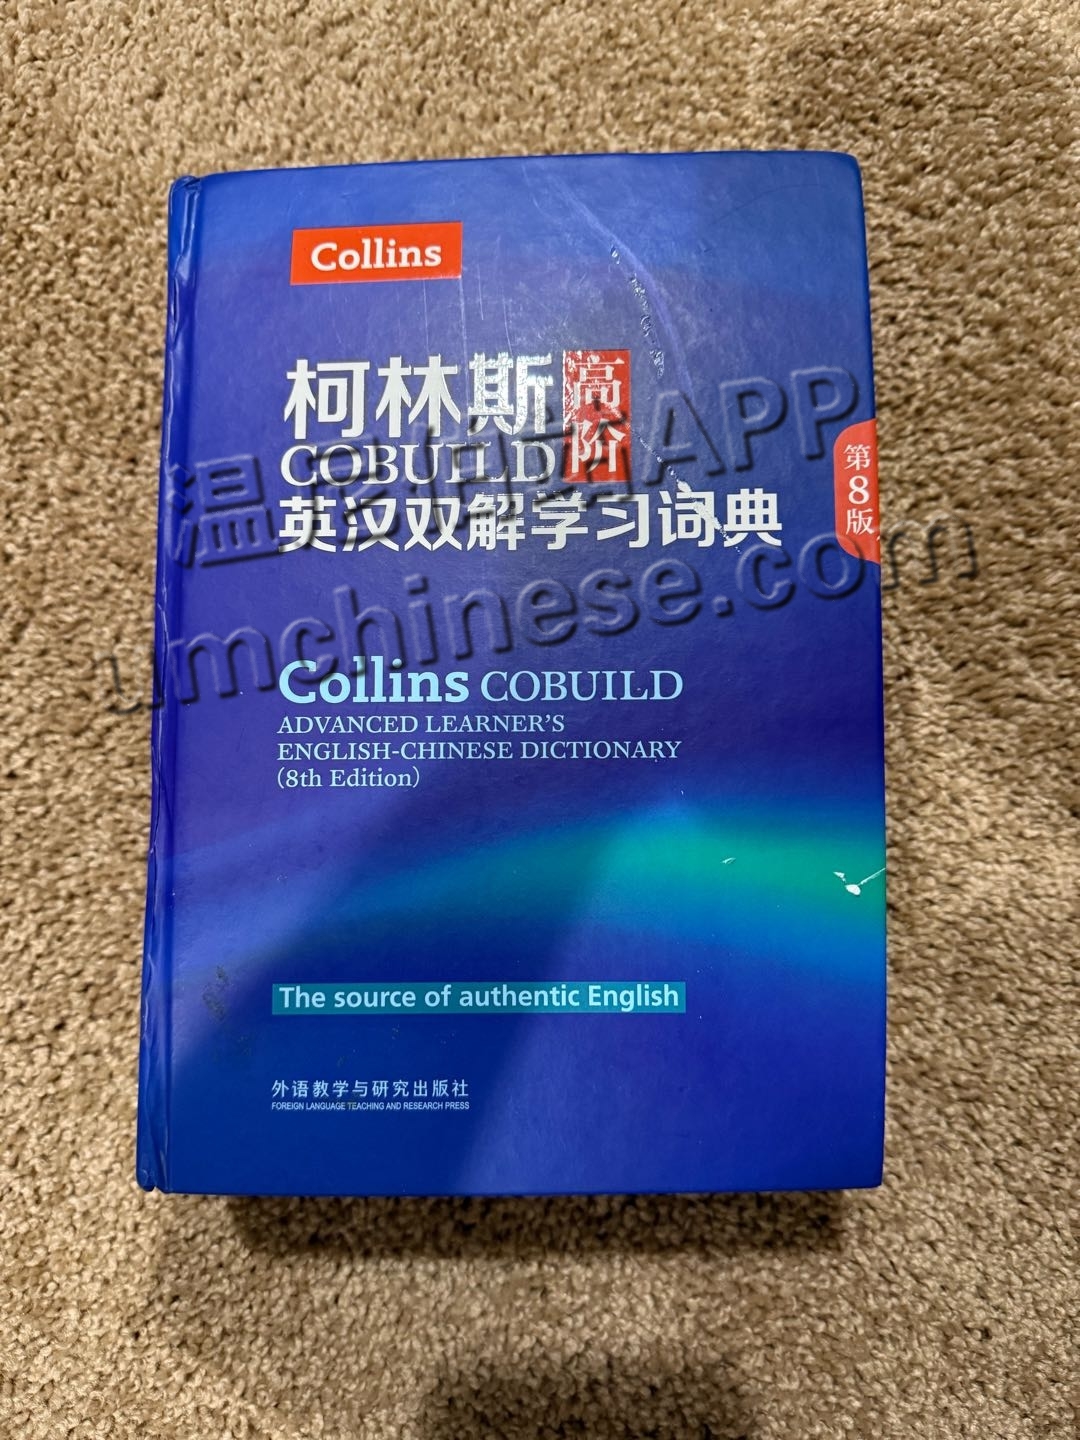 Collins
柯林斯
高阶
COBUILD
英汉双解学习词典
第8版
Collins COBUILD
ADVANCED LEARNER'S
ENGLISH-CHINESE DICTIONARY
(8th Edition)
The source of authentic English
外语教学与研究出版社
FOREIGN LANGUAGE TEACHING AND RESEARCH PRESS
APP